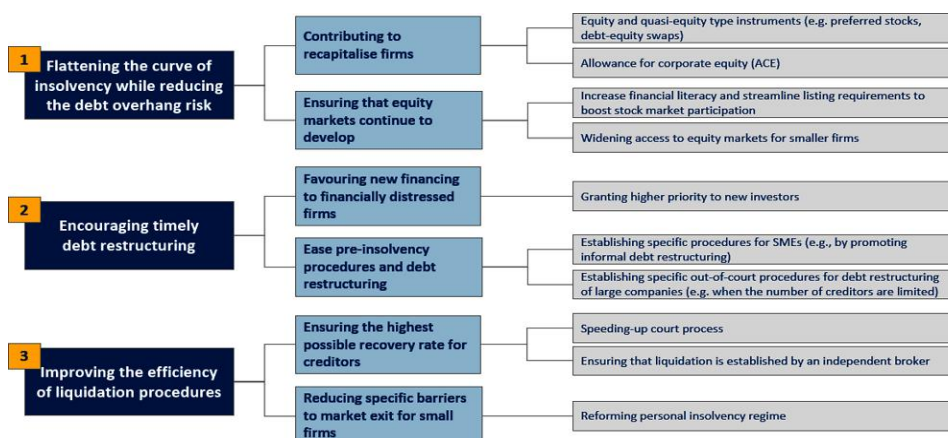 1
Flattening the curve of
insolvency while reducing
the debt overhang risk
Contributing to
recapitalise firms
Equity and quasi-equity type instruments (e.g. preferred stocks,
debt-equity swaps)
Allowance for corporate equity (ACE)
Ensuring that equity
markets continue to
develop
Increase financial literacy and streamline listing requirements to
boost stock market participation
Widening access to equity markets for smaller firms
2
Encouraging timely
debt restructuring
Favouring new financing
to financially distressed
firms
Granting higher priority to new investors
Ease pre-insolvency
procedures and debt
restructuring
Establishing specific procedures for SMEs (e.g., by promoting
informal debt restructuring)
Establishing specific out-of-court procedures for debt restructuring
of large companies (e.g. when the number of creditors are limited)
3
Improving the efficiency
of liquidation procedures
Ensuring the highest
possible recovery rate for
creditors
Speeding-up court process
Ensuring that liquidation is established by an independent broker
Reducing specific barriers
to market exit for small
firms
Reforming personal insolvency regime